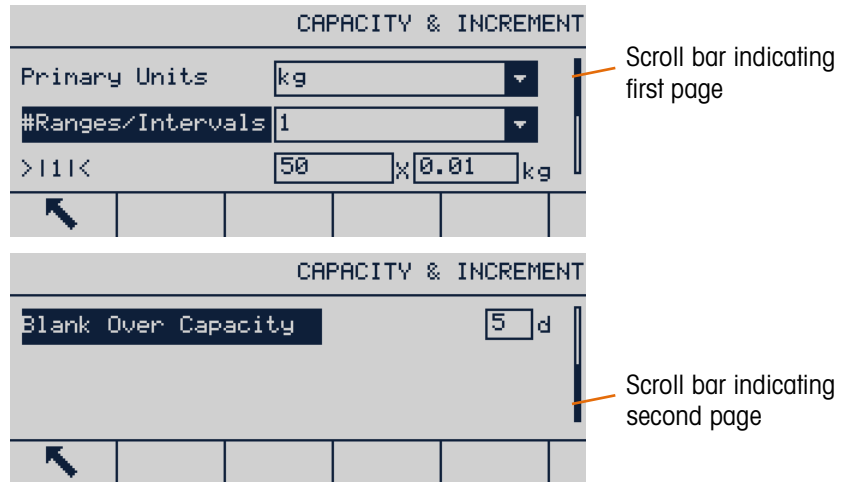 CAPACITY & INCREMENT
Primary Units kg
#Ranges/Intervals 1
>|1|< 50 X 0.01 kg
Scroll bar indicating
first page
CAPACITY & INCREMENT
Blank Over Capacity 5 d
Scroll bar indicating
second page